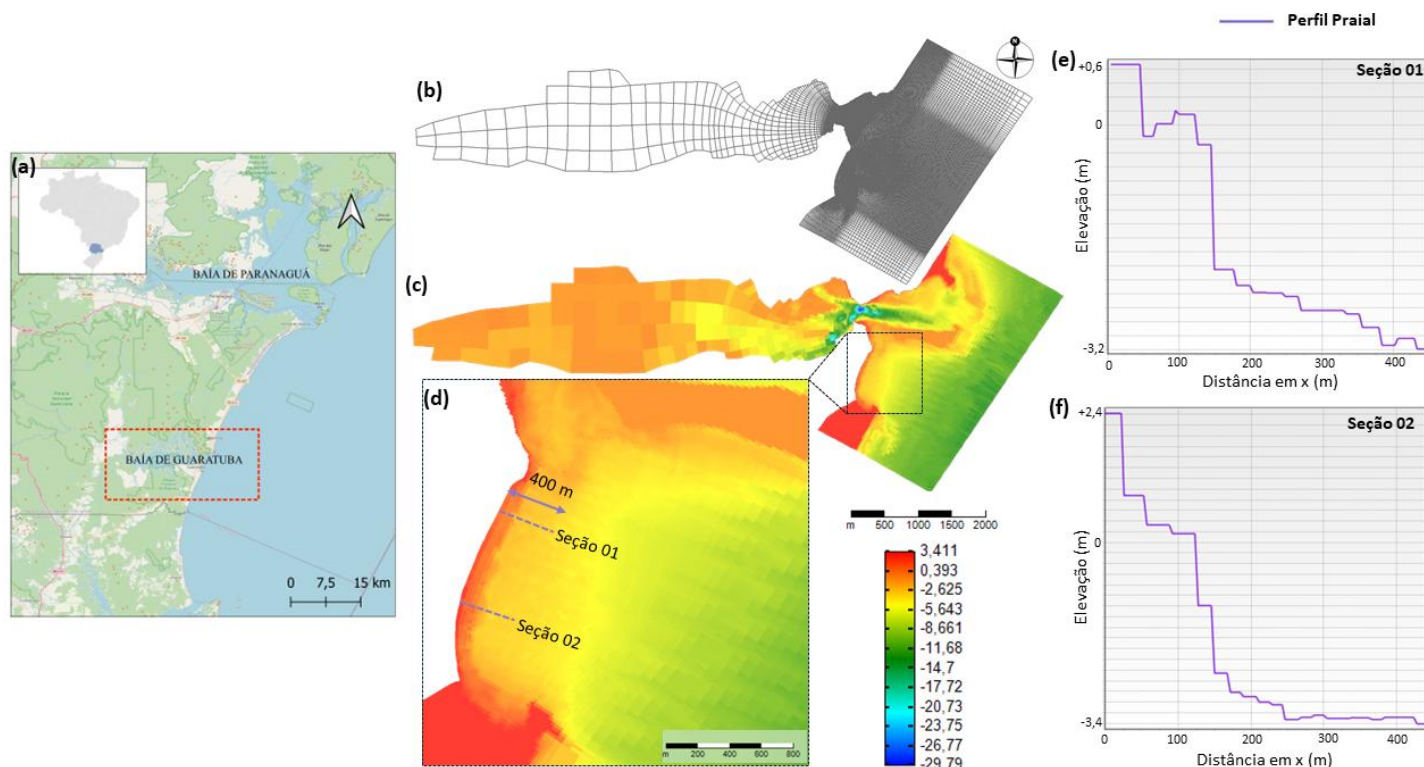 Perfil Praial
(a)
BAÍA DE PARANAGUÁ
BAÍA DE GUARATUBA
0 7,5 15 km
(b)
N
(c)
m 500 1000 1500 2000
(d)
400 m
Seção 01
Seção 02
m 200 400 600 800
3,411
0,393
-2,625
-5,643
-8,661
-11,68
-14,7
-17,72
-20,73
-23,75
-26,77
-29,79
(e)
Seção 01
+0,6
0
-3,2
Elevação (m)
0 100 200 300 400
Distância em x (m)
(f)
Seção 02
+2,4
0
-3,4
Elevação (m)
0 100 200 300 400
Distância em x (m)